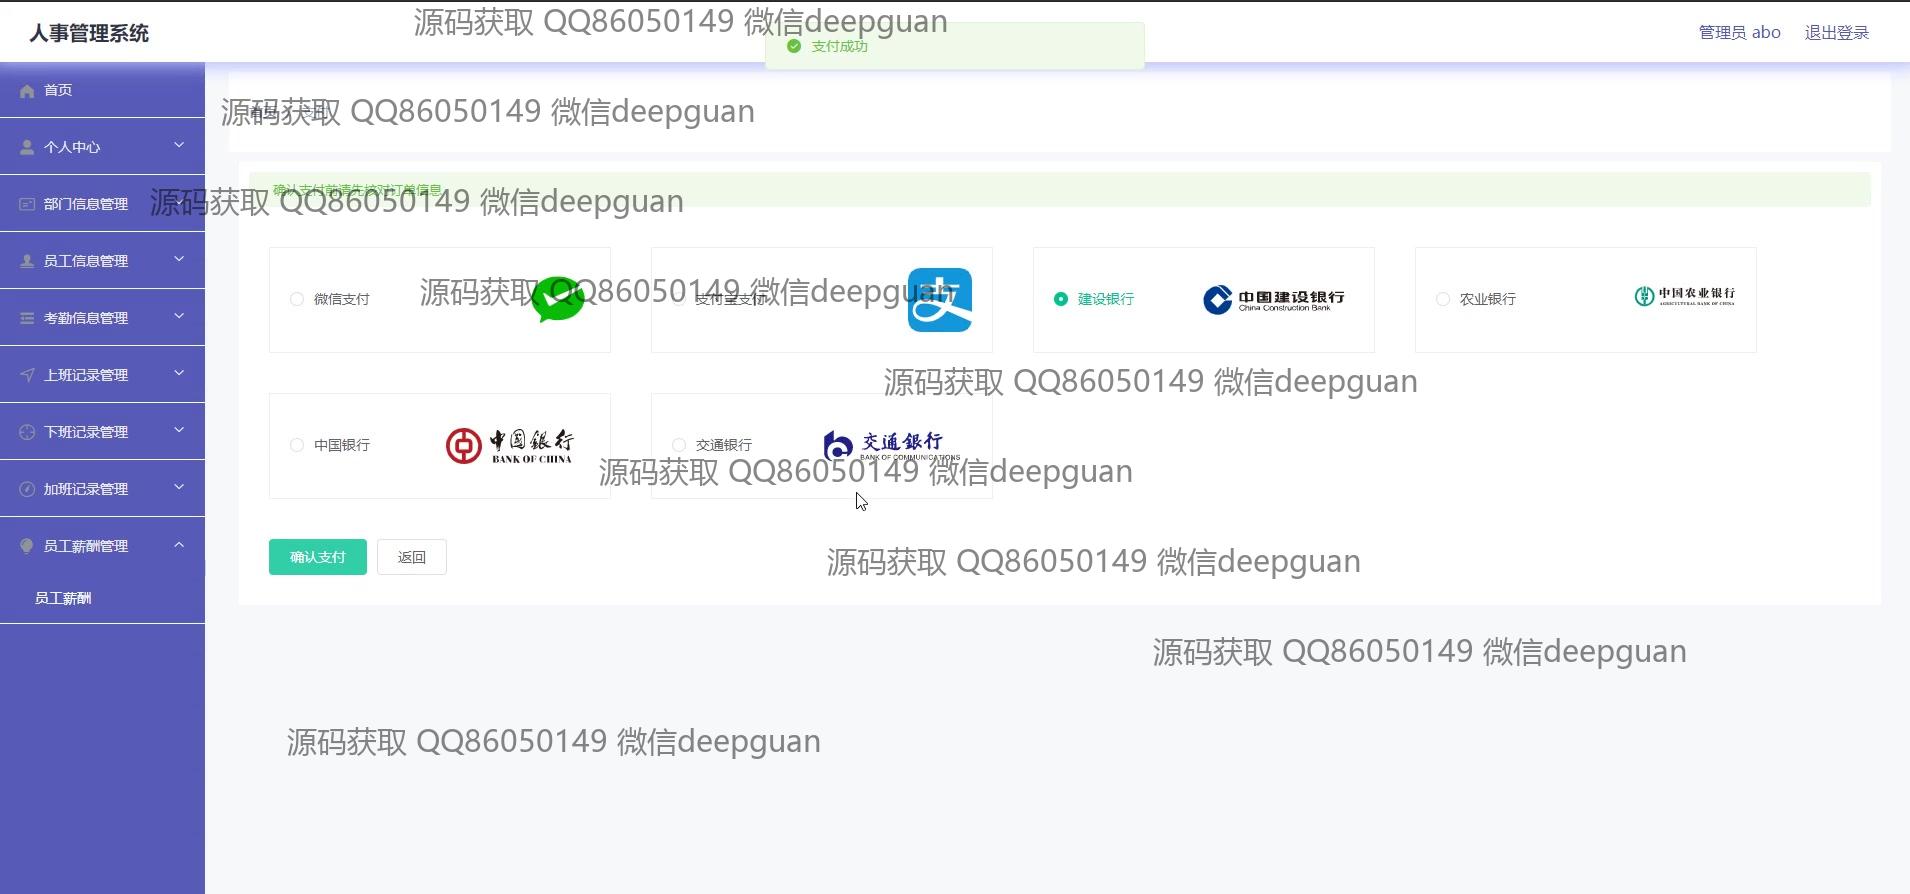 人事管理系统
源码获取 QQ86050149 微信deepguan
支付成功
管理员 abo
退出登录
首页
个人中心
部门信息管理
员工信息管理
考勤信息管理
上班记录管理
下班记录管理
加班记录管理
员工薪酬管理
员工薪酬
源码获取 QQ86050149 微信deepguan
确认支付前请先核对订单信息
源码获取 QQ86050149 微信deepguan
微信支付
支付宝支付
支
建设银行
中国建设银行
China Construction Bank
农业银行
中国农业银行
AGRICULTURAL BANK OF CHINA
源码获取 QQ86050149 微信deepguan
源码获取 QQ86050149 微信deepguan
中国银行
中國銀行
BANK OF CHINA
交通银行
交通銀行
BANK OF COMMUNICATIONS
源码获取 QQ86050149 微信deepguan
确认支付
返回
源码获取 QQ86050149 微信deepguan
源码获取 QQ86050149 微信deepguan
源码获取 QQ86050149 微信deepguan